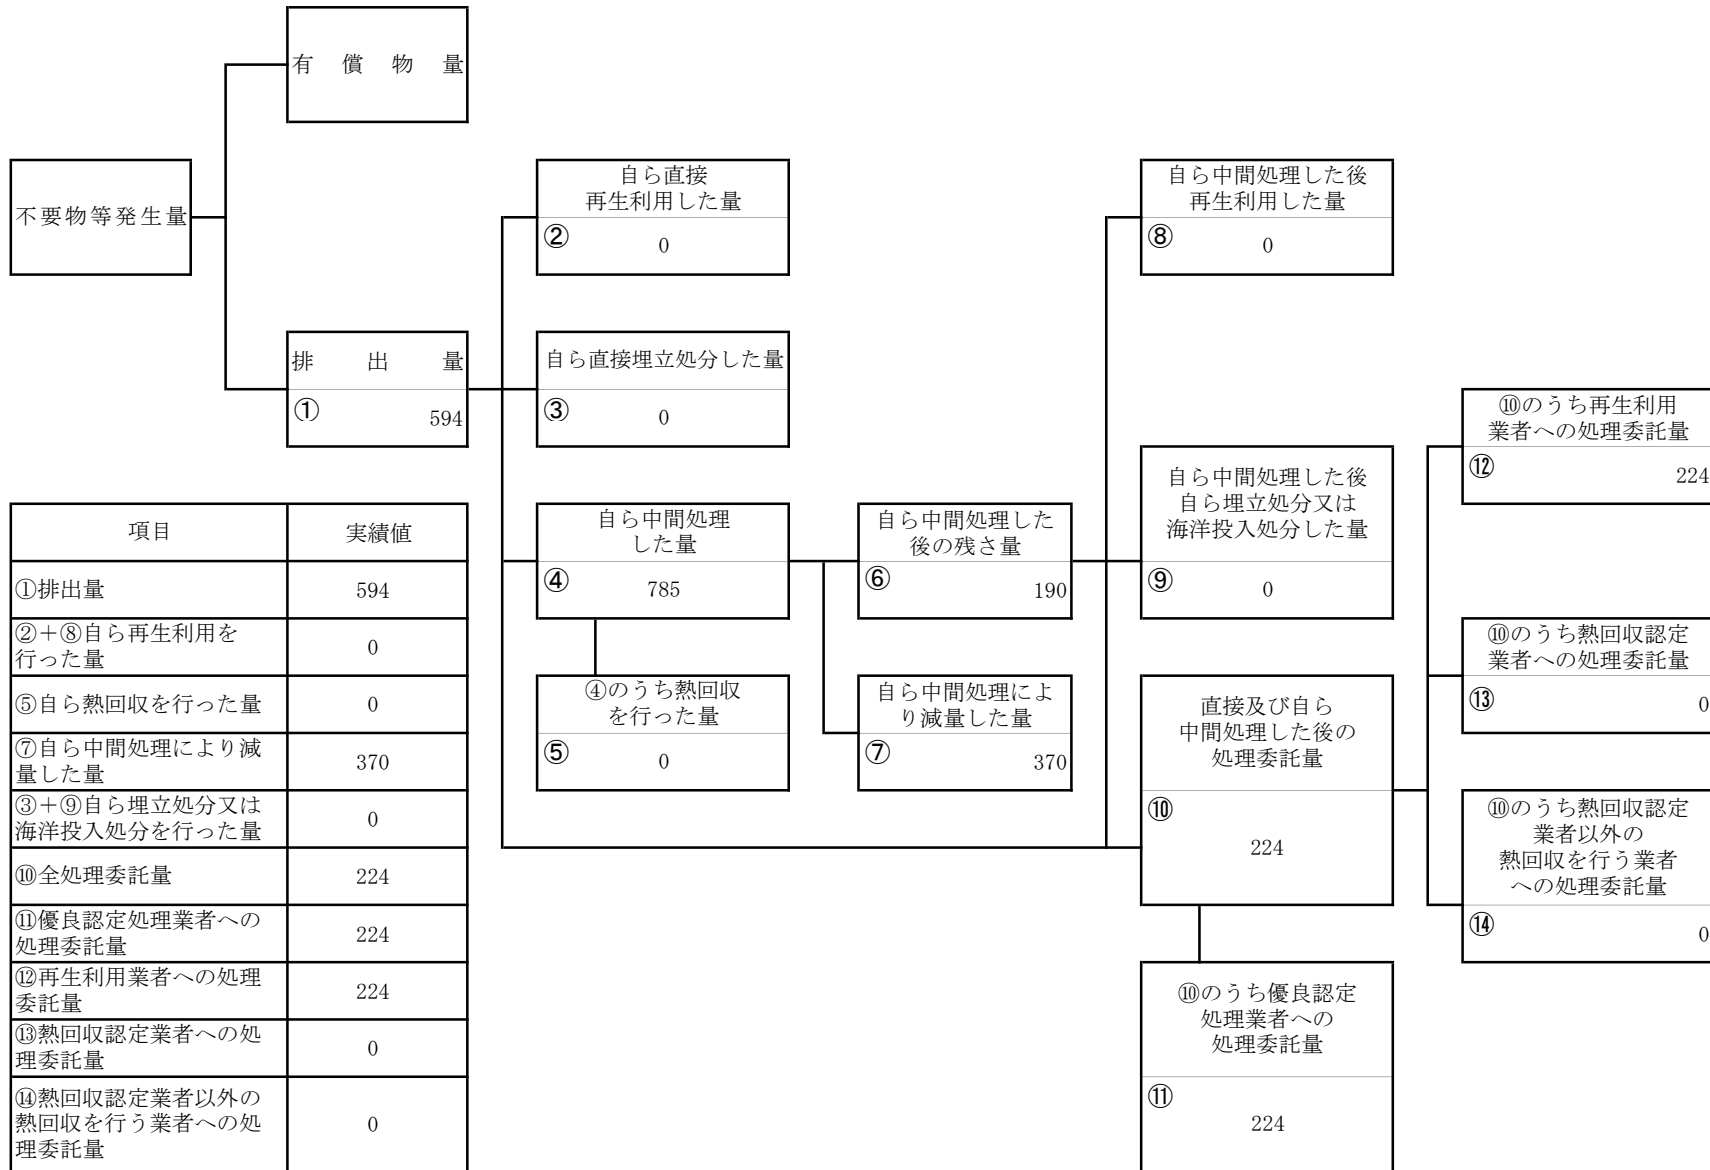 有償物量
不要物等発生量
排出量
①
594
自ら直接
再生利用した量
②
0
自ら直接埋立処分した量
③
0
自ら中間処理
した量
④
785
④のうち熱回収
を行った量
⑤
0
自ら中間処理した
後の残さ量
⑥
190
自ら中間処理によ
り減量した量
⑦
370
自ら中間処理した後
再生利用した量
⑧
0
自ら中間処理した後
自ら埋立処分又は
海洋投入処分した量
⑨
0
直接及び自ら
中間処理した後の
処理委託量
⑩
224
⑩のうち優良認定
処理業者への
処理委託量
⑪
224
⑩のうち再生利用
業者への処理委託量
⑫
224
⑩のうち熱回収認定
業者への処理委託量
⑬
0
⑩のうち熱回収認定
業者以外の
熱回収を行う業者
への処理委託量
⑭
0
項目 実績値
①排出量 594
②+⑧自ら再生利用を
行った量 0
⑤自ら熱回収を行った量 0
⑦自ら中間処理により減
量した量 370
③+⑨自ら埋立処分又は
海洋投入処分を行った量 0
⑩全処理委託量 224
⑪優良認定処理業者への
処理委託量 224
⑫再生利用業者への処理
委託量 224
⑬熱回収認定業者への処
理委託量 0
⑭熱回収認定業者以外の
熱回収を行う業者への処
理委託量 0